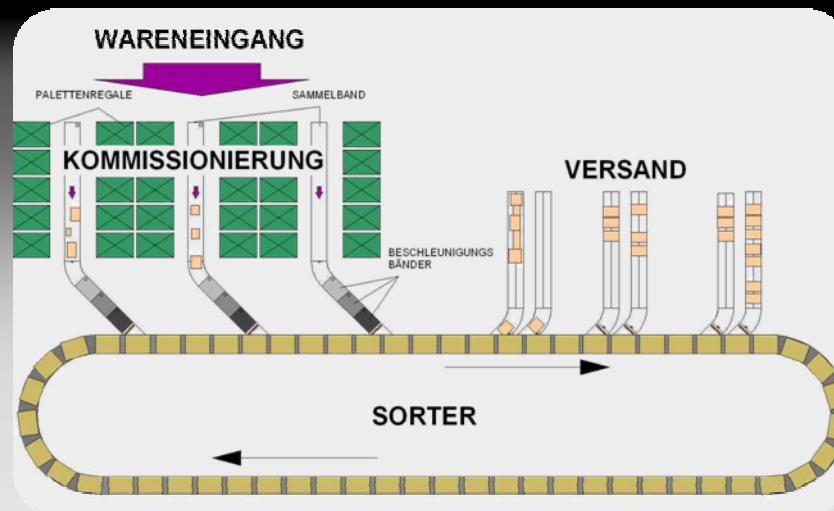 WARENEINGANG
PALETTENREGALE
SAMMELBAND
KOMMISSIONIERUNG
VERSAND
BESCHLEUNIGUNGS
BÄNDER
SORTER